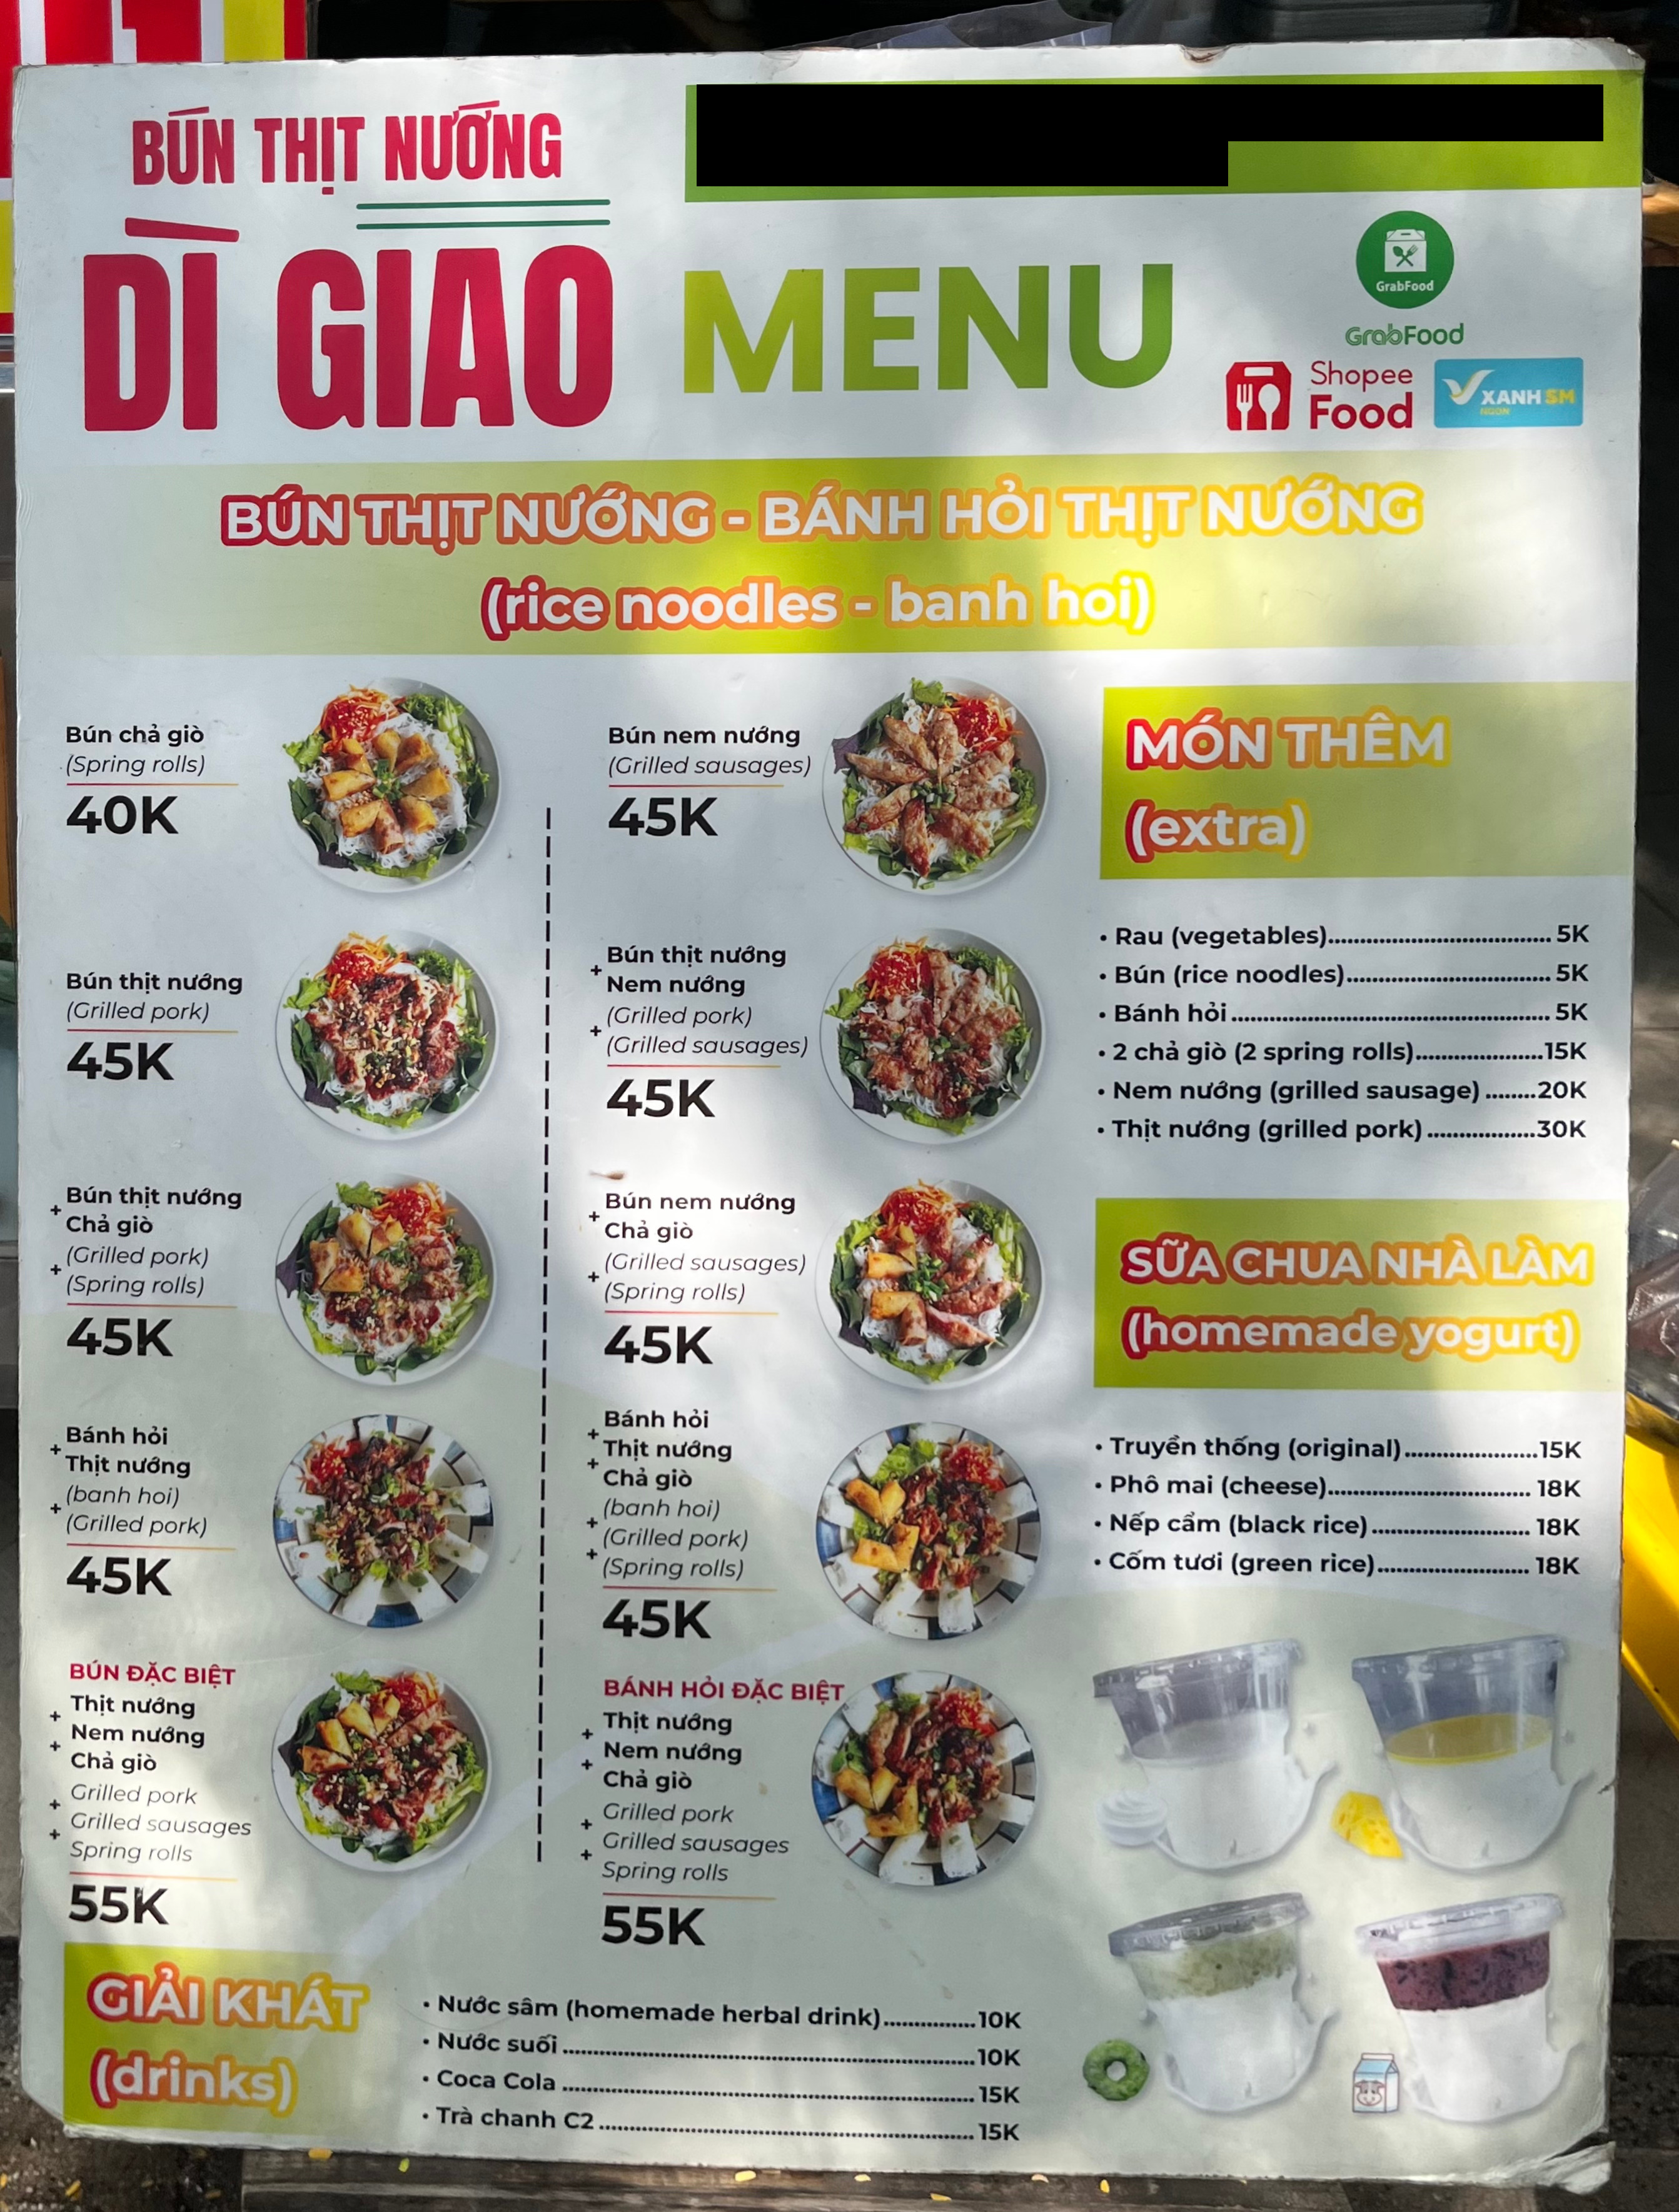 BÚN THỊT NƯỚNG
DÌ GIAO
MENU
GrabFood
GrabFood
Shopee
Food
XANH SM
NGON
BÚN THỊT NƯỚNG - BÁNH HỎI THỊT NƯỚNG
(rice noodles - banh hoi)
Bún chả giò
(Spring rolls)
40K
Bún thịt nướng
(Grilled pork)
45K
Bún thịt nướng
+ Chả giò
(Grilled pork)
+ (Spring rolls)
45K
Bánh hỏi
+ Thịt nướng
(banh hoi)
+ (Grilled pork)
45K
BÚN ĐẶC BIỆT
Thịt nướng
+ Nem nướng
+ Chả giò
Grilled pork
+ Grilled sausages
+ Spring rolls
55K
Bún nem nướng
(Grilled sausages)
45K
Bún thịt nướng
+ Nem nướng
(Grilled pork)
+ (Grilled sausages)
45K
Bún nem nướng
+ Chả giò
(Grilled sausages)
+ (Spring rolls)
45K
Bánh hỏi
+ Thịt nướng
+ Chả giò
(banh hoi)
+ (Grilled pork)
+ (Spring rolls)
45K
BÁNH HỎI ĐẶC BIỆT
Thịt nướng
+ Nem nướng
+ Chả giò
Grilled pork
+ Grilled sausages
+ Spring rolls
55K
MÓN THÊM
(extra)
• Rau (vegetables)........ 5K
• Bún (rice noodles)........ 5K
• Bánh hỏi........ 5K
• 2 chả giò (2 spring rolls)........15K
• Nem nướng (grilled sausage)........20K
• Thịt nướng (grilled pork)........30K
SỮA CHUA NHÀ LÀM
(homemade yogurt)
• Truyền thống (original)........15K
• Phô mai (cheese)........ 18K
• Nếp cẩm (black rice)........ 18K
• Cốm tươi (green rice)........ 18K
GIẢI KHÁT
(drinks)
• Nước sâm (homemade herbal drink)........10K
• Nước suối........10K
• Coca Cola........15K
• Trà chanh C2........15K